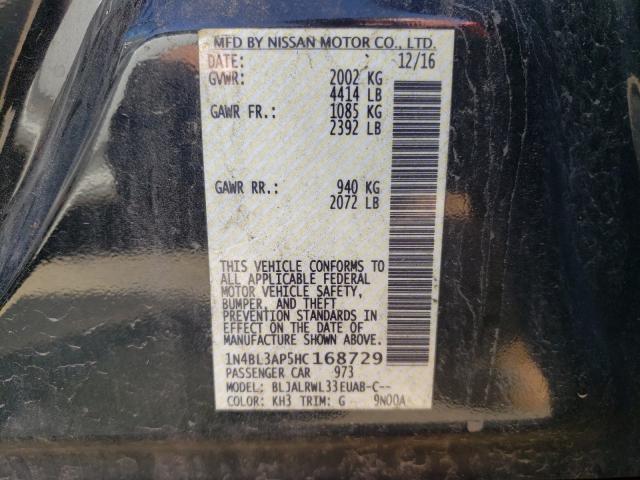 MFD BY NISSAN MOTOR CO., LTD.
DATE: 12/16
GVWR: 2002 KG
4414 LB
GAWR FR.: 1085 KG
2392 LB
GAWR RR.: 940 KG
2072 LB
THIS VEHICLE CONFORMS TO
ALL APPLICABLE FEDERAL
MOTOR VEHICLE SAFETY,
BUMPER, AND THEFT
PREVENTION STANDARDS IN
EFFECT ON THE DATE OF
MANUFACTURE SHOWN ABOVE.
1N4BL3AP5HC168729
PASSENGER CAR 973
MODEL: BLJALRWL33EUAB-C--
COLOR: KH3 TRIM: G 9N00A